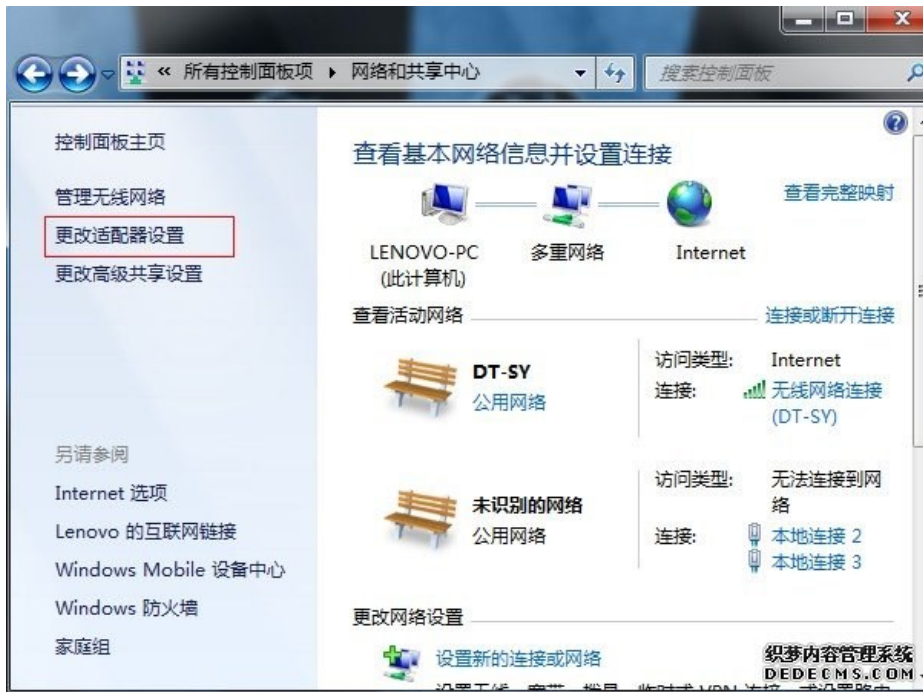 « 所有控制面板项 ▸ 网络和共享中心
搜索控制面板
控制面板主页
管理无线网络
更改适配器设置
更改高级共享设置
另请参阅
Internet 选项
Lenovo 的互联网链接
Windows Mobile 设备中心
Windows 防火墙
家庭组
查看基本网络信息并设置连接
查看完整映射
LENOVO-PC
(此计算机)
多重网络
Internet
查看活动网络
连接或断开连接
DT-SY
公用网络
访问类型: Internet
连接: 无线网络连接
(DT-SY)
未识别的网络
公用网络
访问类型: 无法连接到网
络
连接: 本地连接 2
本地连接 3
更改网络设置
设置新的连接或网络
织梦内容管理系统
DEDECMS.COM